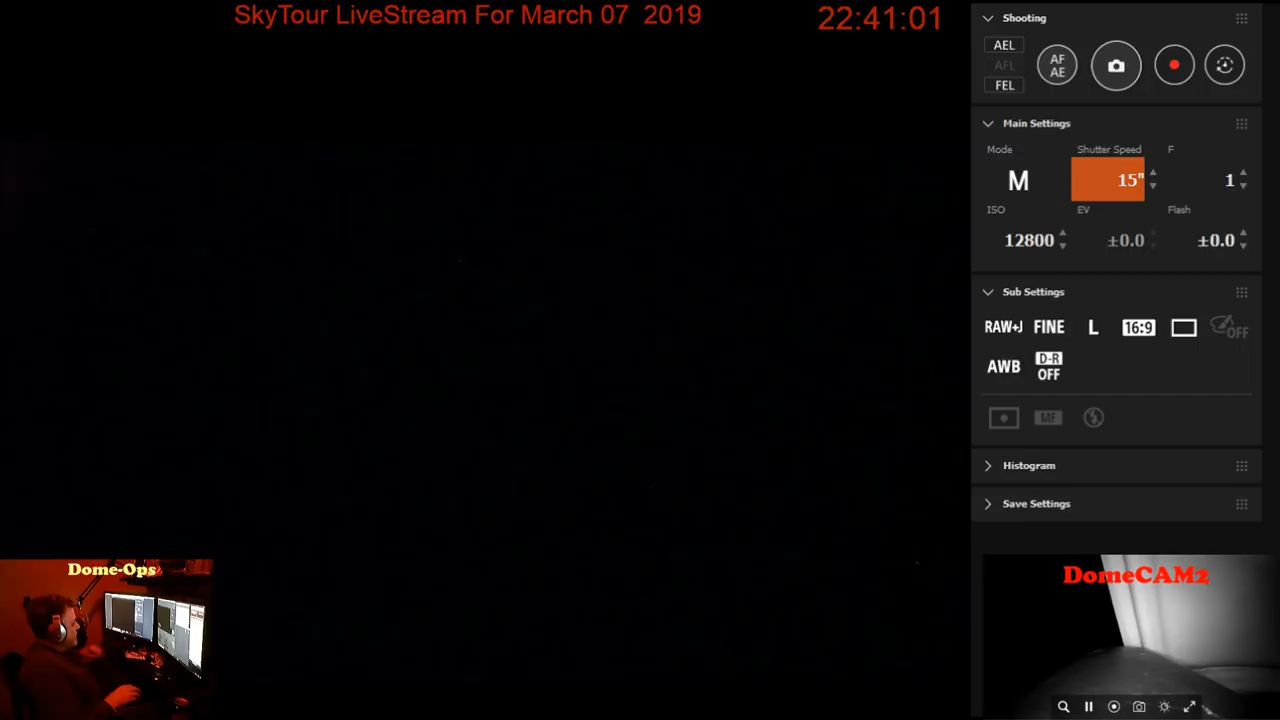 SkyTour LiveStream For March 07 2019
22:41:01
Shooting
AEL
AFL
FEL
AF
AE
Main Settings
Mode
Shutter Speed
F
M
15"
1
ISO
EV
Flash
12800
±0.0
±0.0
Sub Settings
RAW+J
FINE
L
16:9
OFF
AWB
D-R
OFF
MF
Histogram
Save Settings
Dome-Ops
DomeCAM2